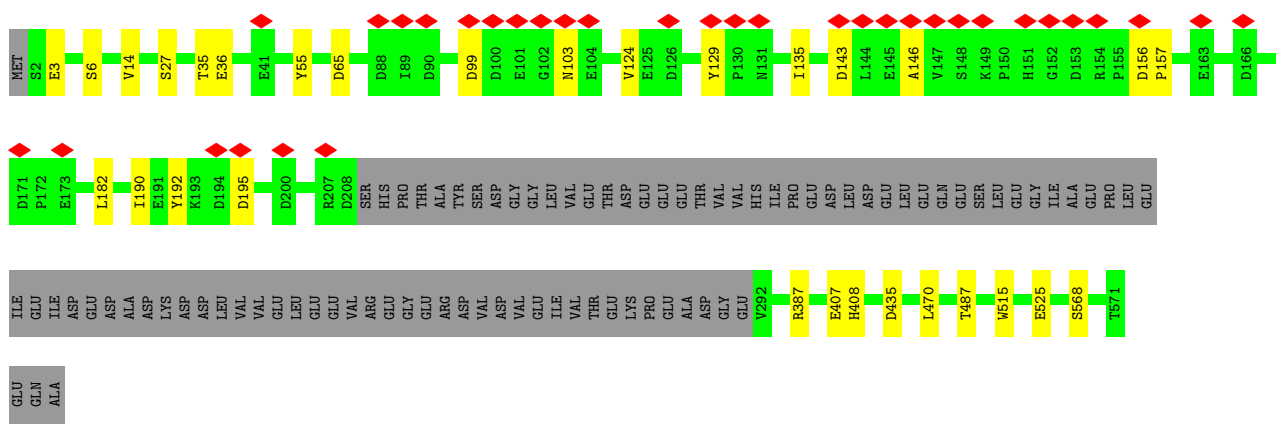 MET S2 E3 S6 V14 S27 T35 E36 E41 Y55 D65 D88 I89 D90 D99 D100 E101 G102 N103 E104 V124 E125 D126 Y129 P130 N131 I135 D143 L144 E145 A146 V147 S148 K149 P150 H151 G152 D153 R154 P155 D156 P157 E163 D166
D171 P172 E173 L182 I190 E191 Y192 K193 D194 D195 D200 R207 D208 SER HIS PRO THR ALA TYR SER ASP GLY GLY LEU VAL GLU THR ASP GLU GLU GLU THR VAL VAL HIS ILE PRO GLU ASP LEU ASP GLU LEU GLU GLN GLU SER LEU GLU GLY ILE ALA GLU PRO LEU GLU
ILE GLU ILE ASP GLU ASP ALA ASP LYS ASP ASP LEU VAL VAL GLU LEU GLU GLU VAL ARG GLU GLY GLU ARG ASP VAL ASP VAL GLU ILE VAL THR GLU LYS PRO GLU ALA ASP GLY GLU V292 R387 E407 H408 D435 L470 T487 W515 E525 S568 T571
GLU GLN ALA